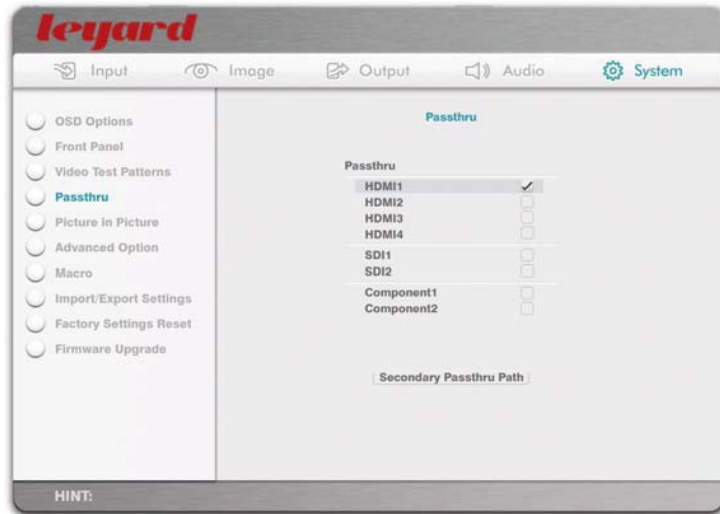 leyard
Input Image Output Audio System
OSD Options
Front Panel
Video Test Patterns
Passthru
Picture in Picture
Advanced Option
Macro
Import/Export Settings
Factory Settings Reset
Firmware Upgrade
Passthru
Passthru
HDMI1
HDMI2
HDMI3
HDMI4
SDI1
SDI2
Component1
Component2
Secondary Passthru Path
HINT: